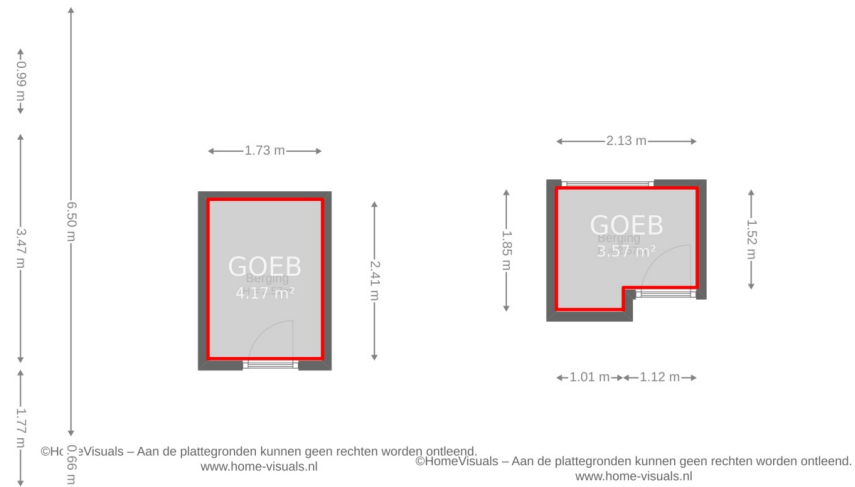 0.99 m
6.50 m
3.47 m
1.77 m
0.66 m
1.73 m
2.41 m
GOEB
Berging
4.17 m²
2.13 m
1.85 m
1.52 m
GOEB
Berging
3.57 m²
1.01 m
1.12 m
©HomeVisuals – Aan de plattegronden kunnen geen rechten worden ontleend.
www.home-visuals.nl
©HomeVisuals – Aan de plattegronden kunnen geen rechten worden ontleend.
www.home-visuals.nl